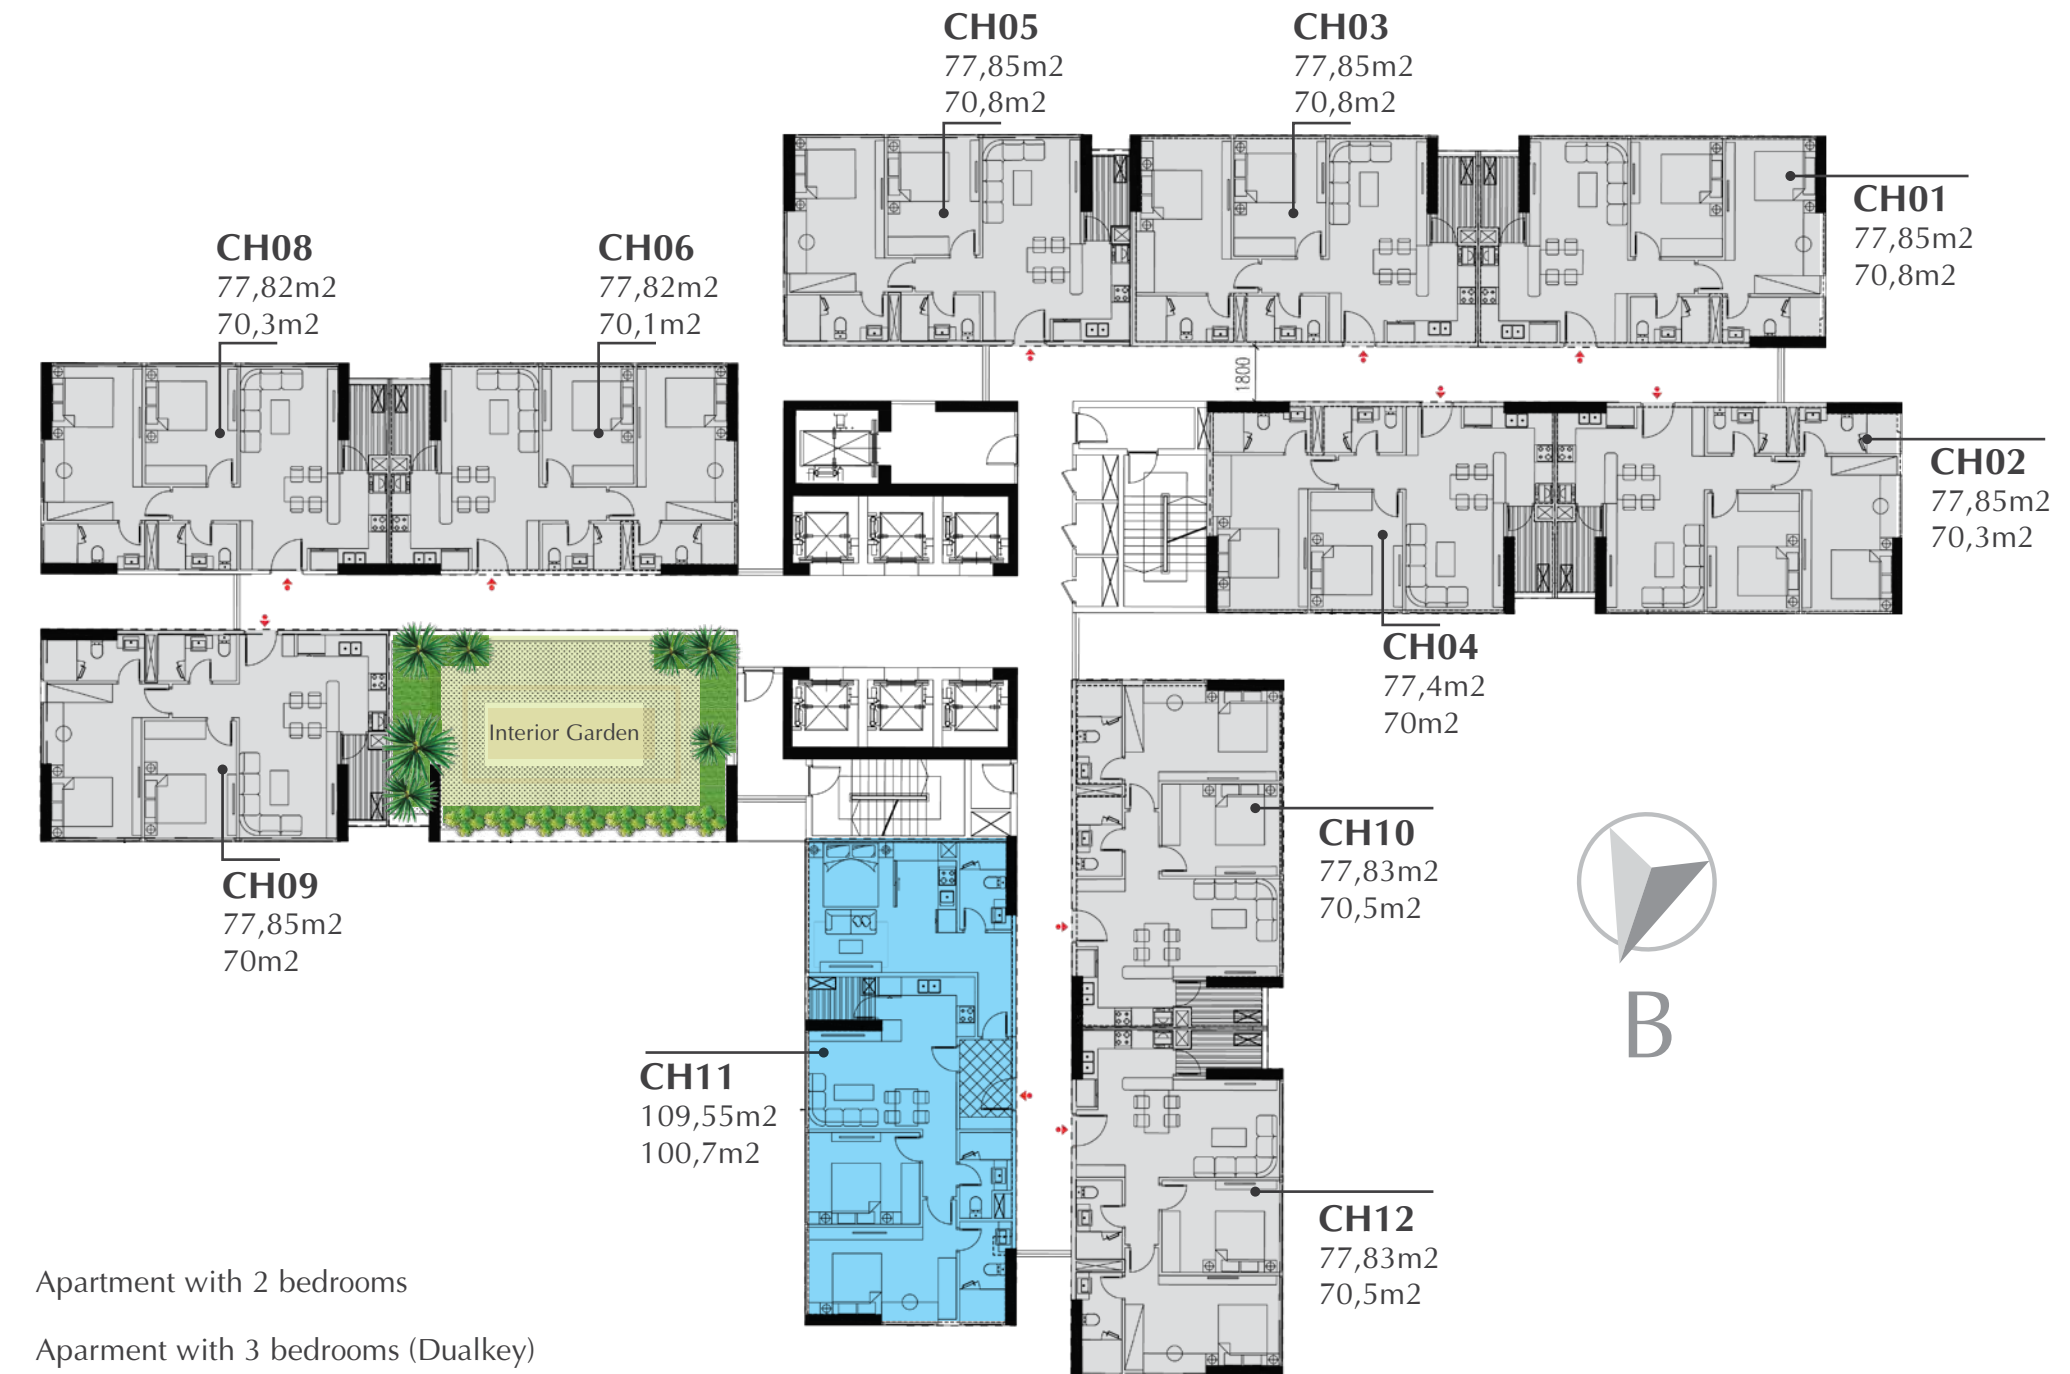 CH05
77,85m2
70,8m2
CH03
77,85m2
70,8m2
CH01
77,85m2
70,8m2
CH08
77,82m2
70,3m2
CH06
77,82m2
70,1m2
1800
CH02
77,85m2
70,3m2
CH04
77,4m2
70m2
Interior Garden
CH10
77,83m2
70,5m2
CH09
77,85m2
70m2
B
CH11
109,55m2
100,7m2
CH12
77,83m2
70,5m2
Apartment with 2 bedrooms
Aparment with 3 bedrooms (Dualkey)